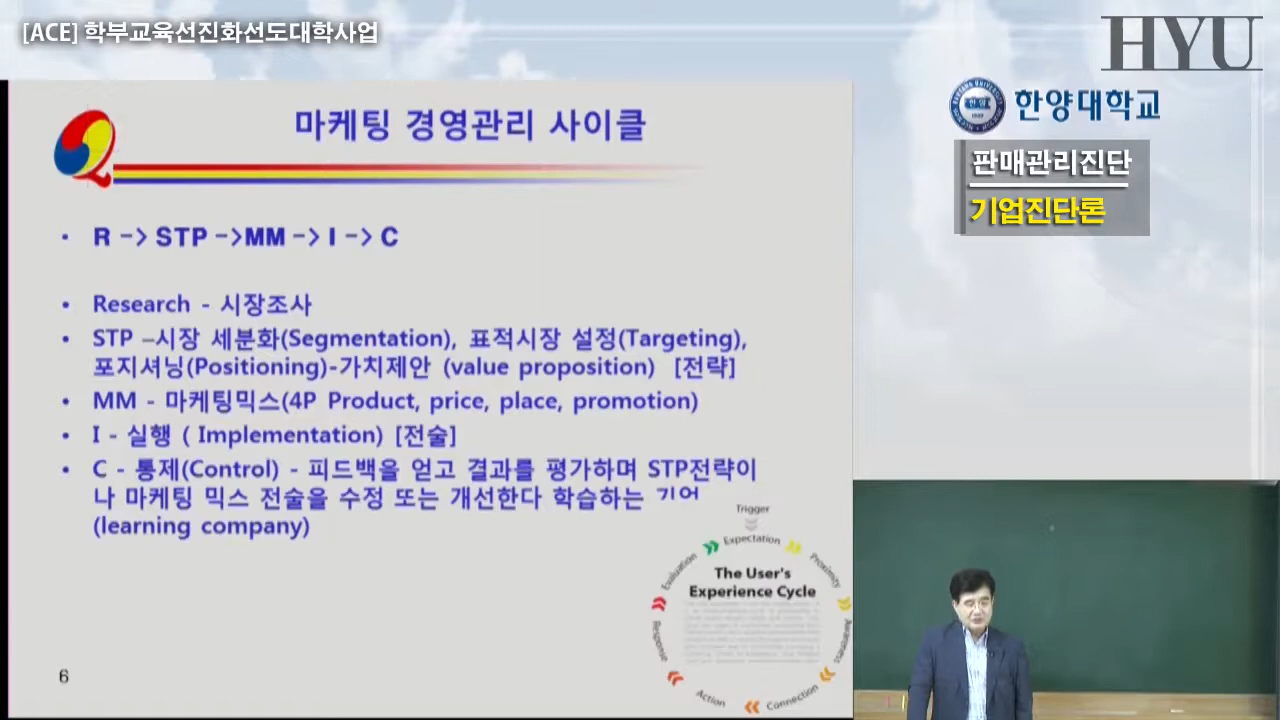 [ACE] 학부교육선진화선도대학사업
HYU
한양대학교
판매관리진단
기업진단론
마케팅 경영관리 사이클
• R -> STP ->MM -> I -> C
• Research - 시장조사
• STP –시장 세분화(Segmentation), 표적시장 설정(Targeting),
포지셔닝(Positioning)-가치제안 (value proposition) [전략]
• MM - 마케팅믹스(4P Product, price, place, promotion)
• I - 실행 ( Implementation) [전술]
• C - 통제(Control) - 피드백을 얻고 결과를 평가하며 STP전략이
나 마케팅 믹스 전술을 수정 또는 개선한다 학습하는
(learning company)
Trigger
Expectation
Proximity
Awareness
Connection
Action
Response
Evaluation
The User's
Experience Cycle
6